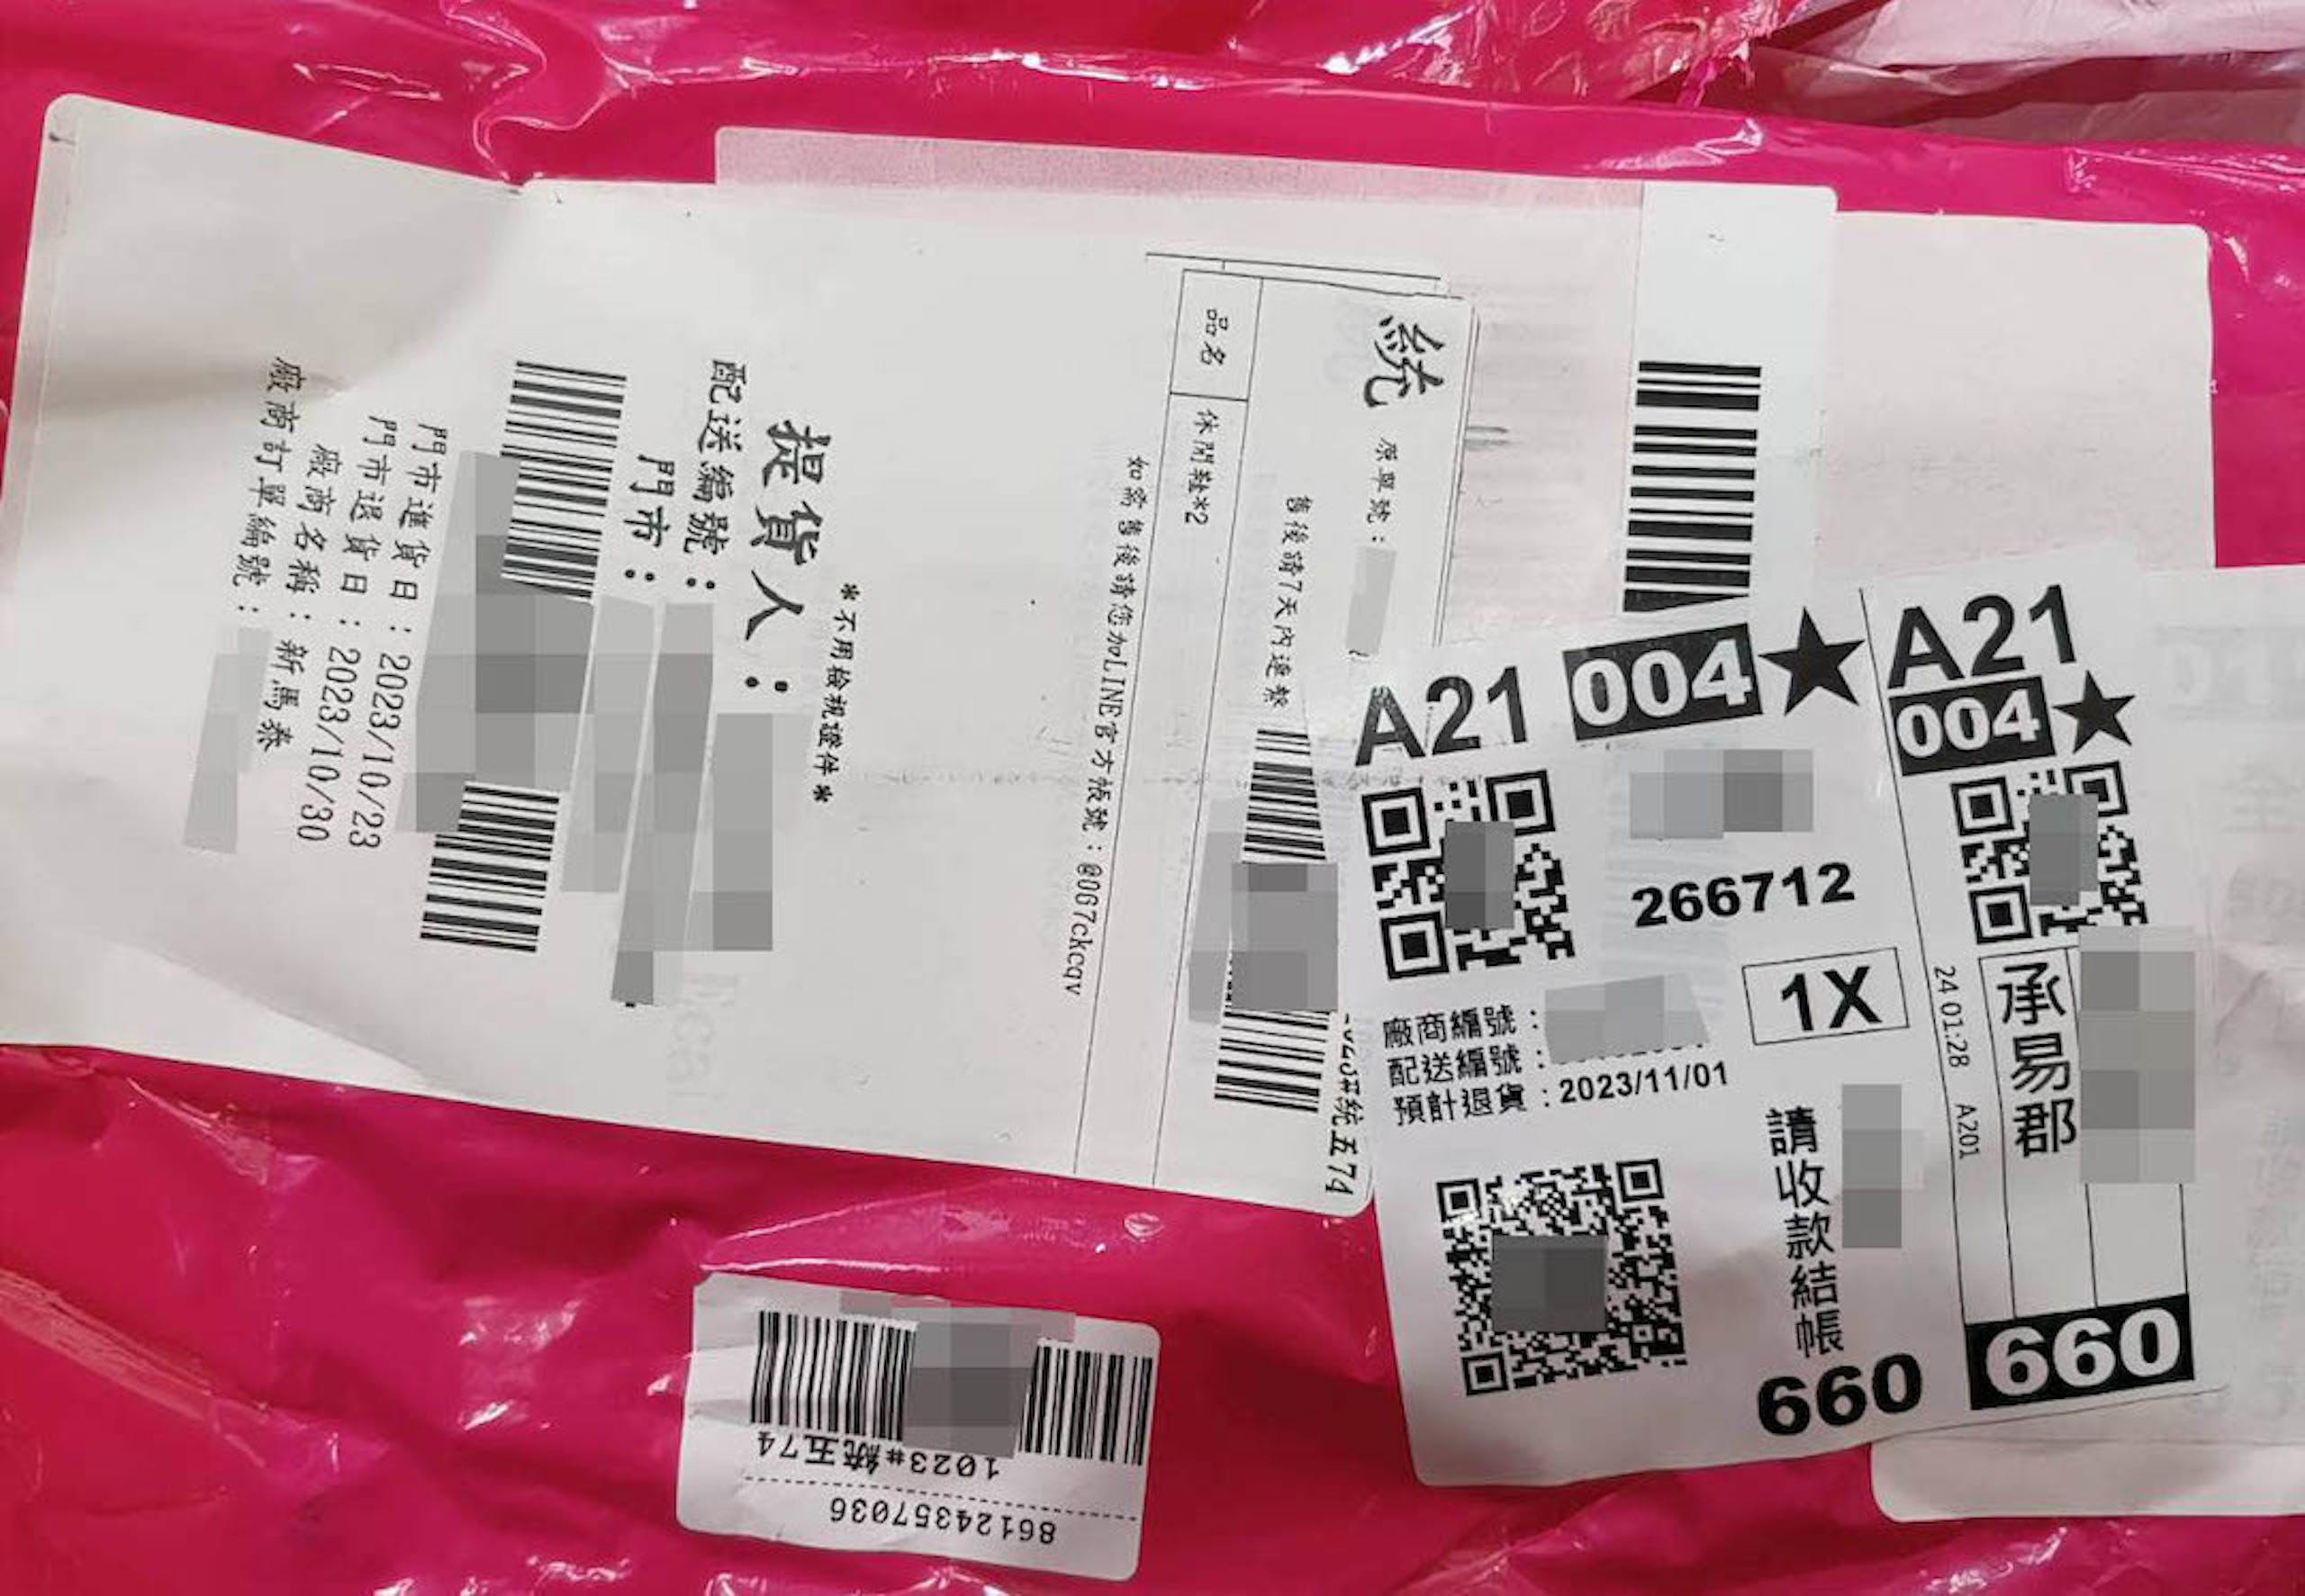 *不用檢視證件*
提貨人：
配送編號：
門市：
門市進貨日：2023/10/23
門市退貨日：2023/10/30
廠商名稱：新馬泰
廠商訂單編號：
統
原單號：
售後請7天內連繫
品名
休閒鞋*2
如需售後請您加LINE官方帳號：@067ckcqv
#統五74
A21 004★
266712
1X
廠商編號：
配送編號：
預計退貨：2023/11/01
請收款結帳
660
A21
004★
24 01:28 A201
承易郡
660
1023#統五74
86124357036